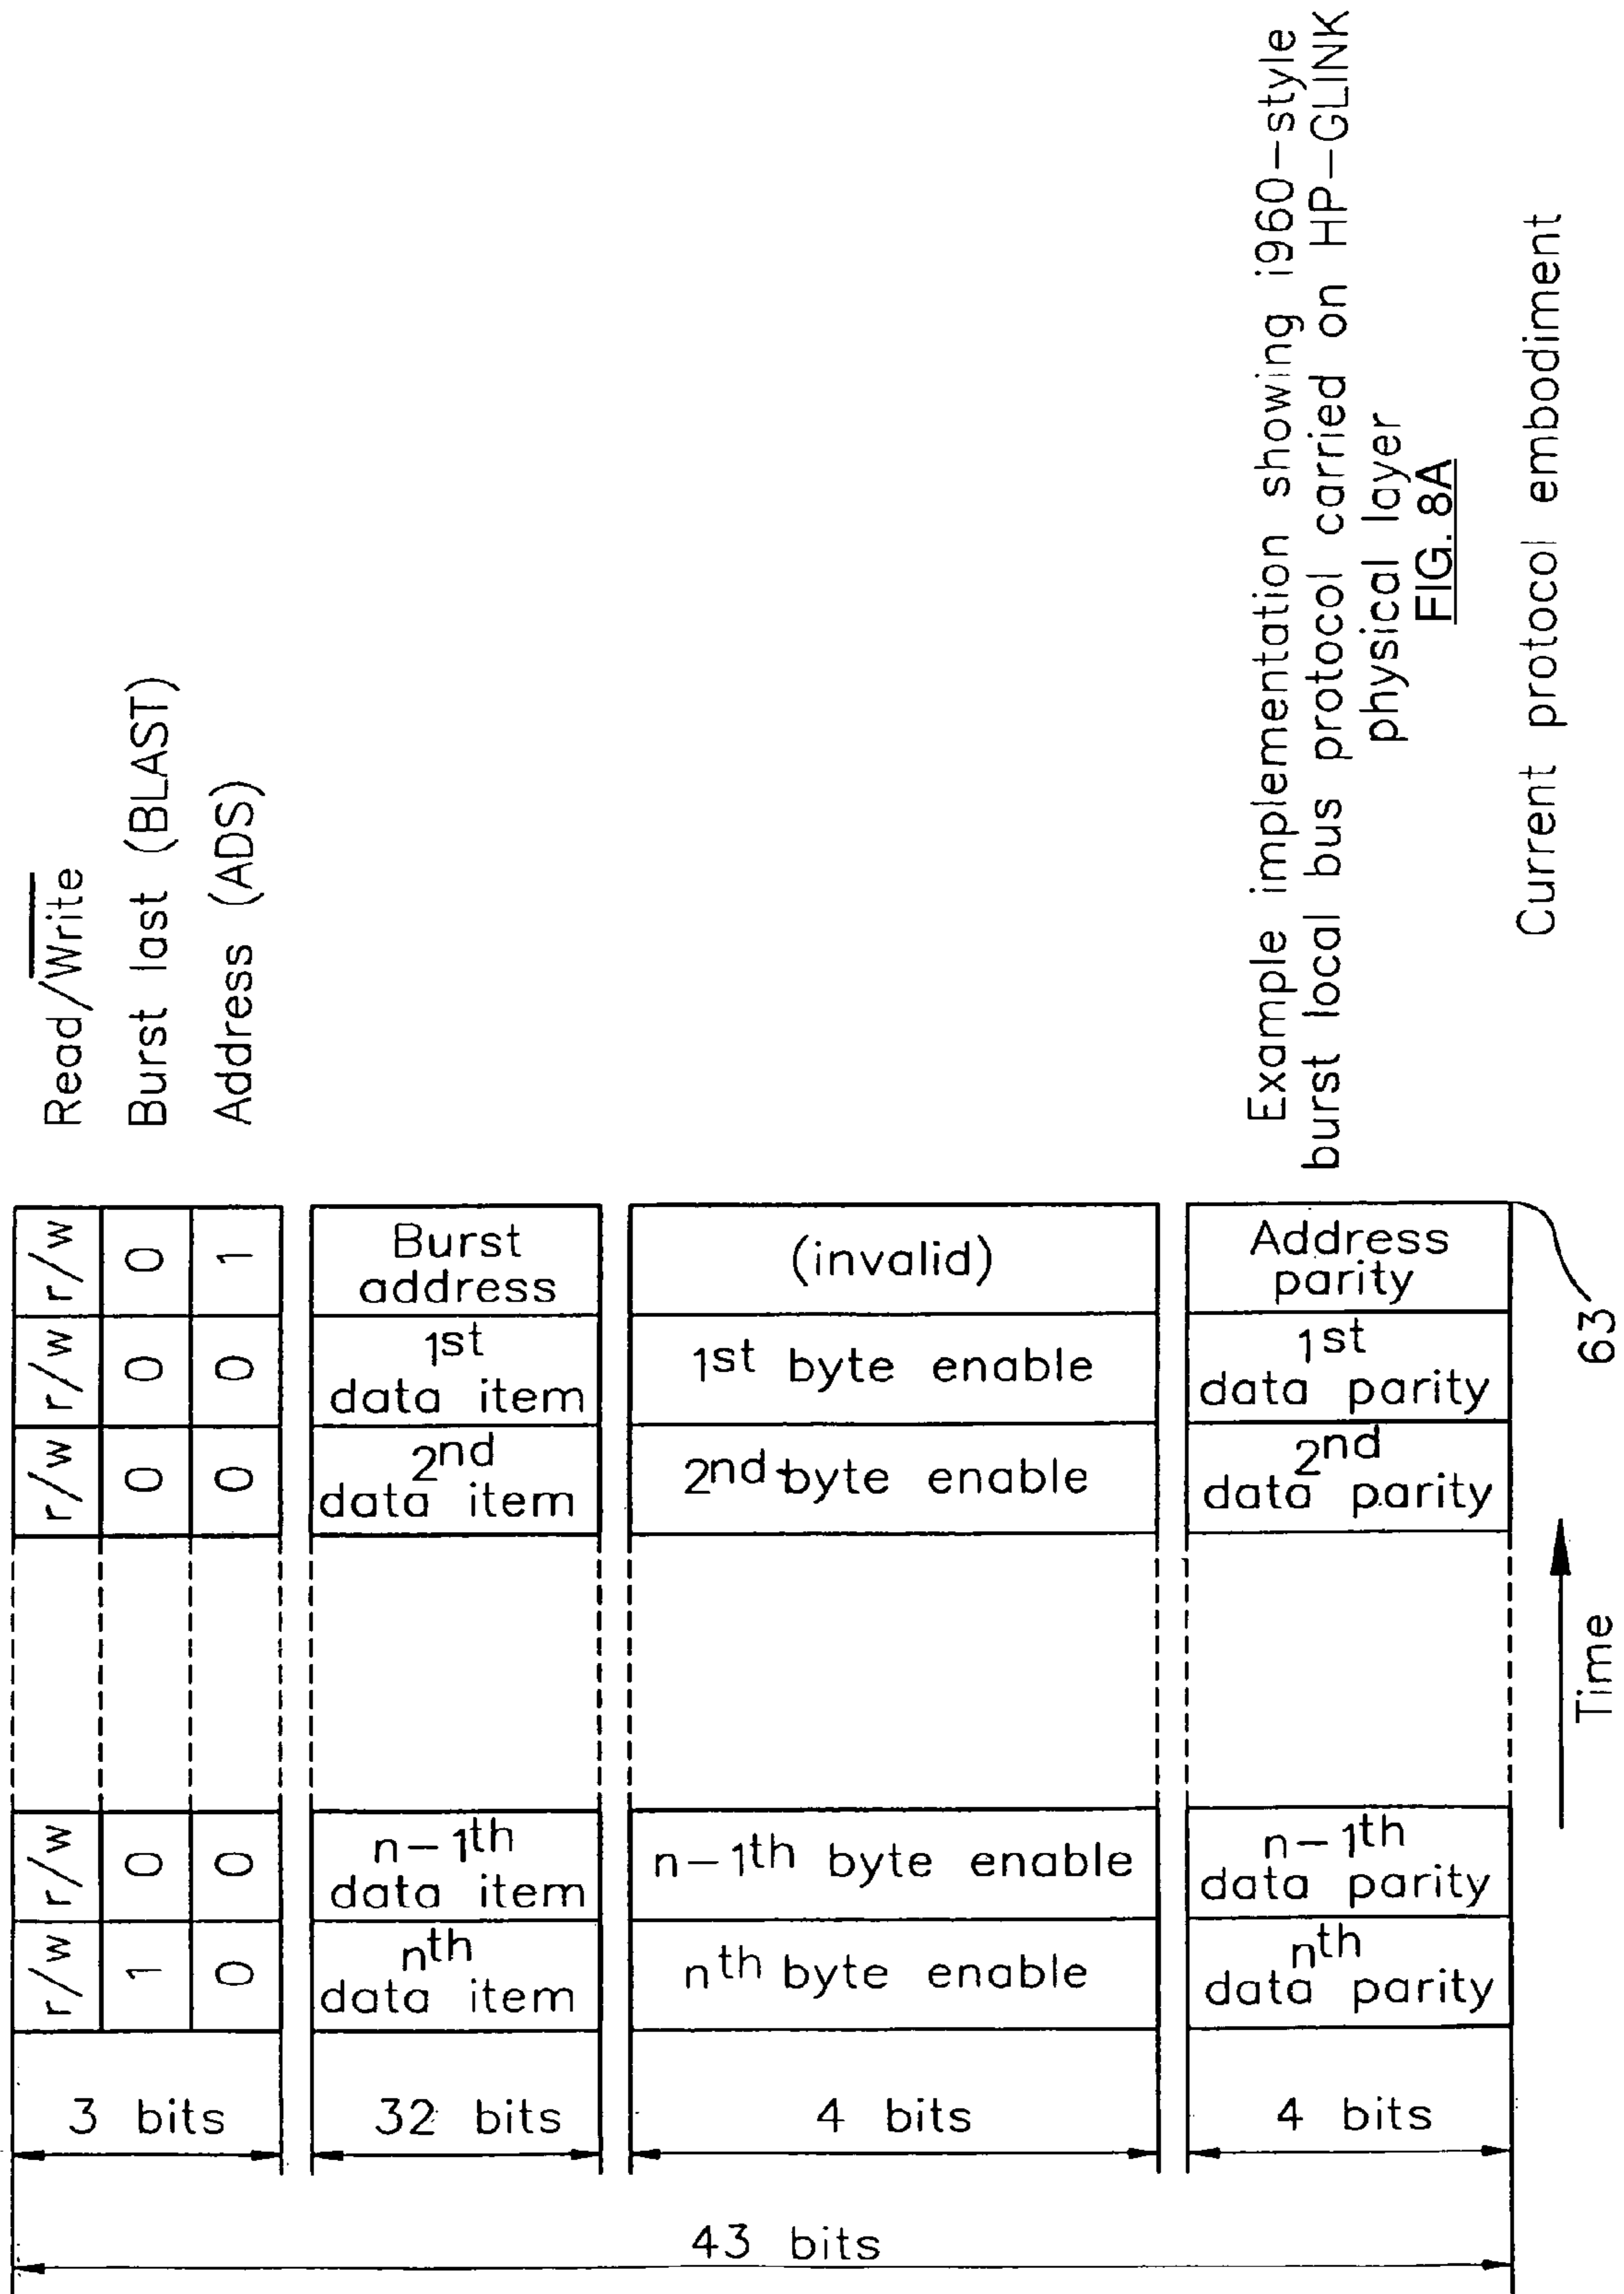 Read/Write
Burst last (BLAST)
Address (ADS)
r/w
0
1
Burst
address
(invalid)
Address
parity
r/w
0
0
1st
data item
1st byte enable
1st
data parity
r/w
0
0
2nd
data item
2nd byte enable
2nd
data parity
r/w
0
0
n-1th
data item
n-1th byte enable
n-1th
data parity
r/w
1
0
nth
data item
nth byte enable
nth
data parity
3 bits
32 bits
4 bits
4 bits
43 bits
63
Time
Example implementation showing i960-style
burst local bus protocol carried on HP-GLINK
physical layer
FIG. 8A
Current protocol embodiment